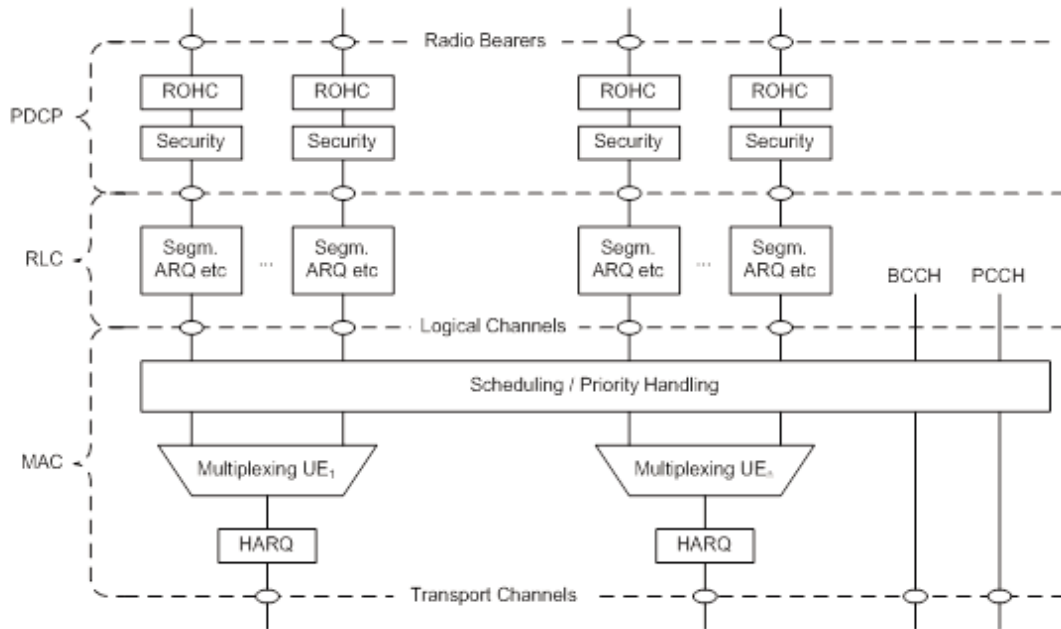 Radio Bearers
ROHC ROHC ROHC ROHC
PDCP
Security Security Security Security
Segm. Segm. Segm. Segm.
RLC
ARQ etc ... ARQ etc ARQ etc ... ARQ etc
BCCH PCCH
Logical Channels
Scheduling / Priority Handling
MAC
Multiplexing UE₁ Multiplexing UEₙ
HARQ HARQ
Transport Channels